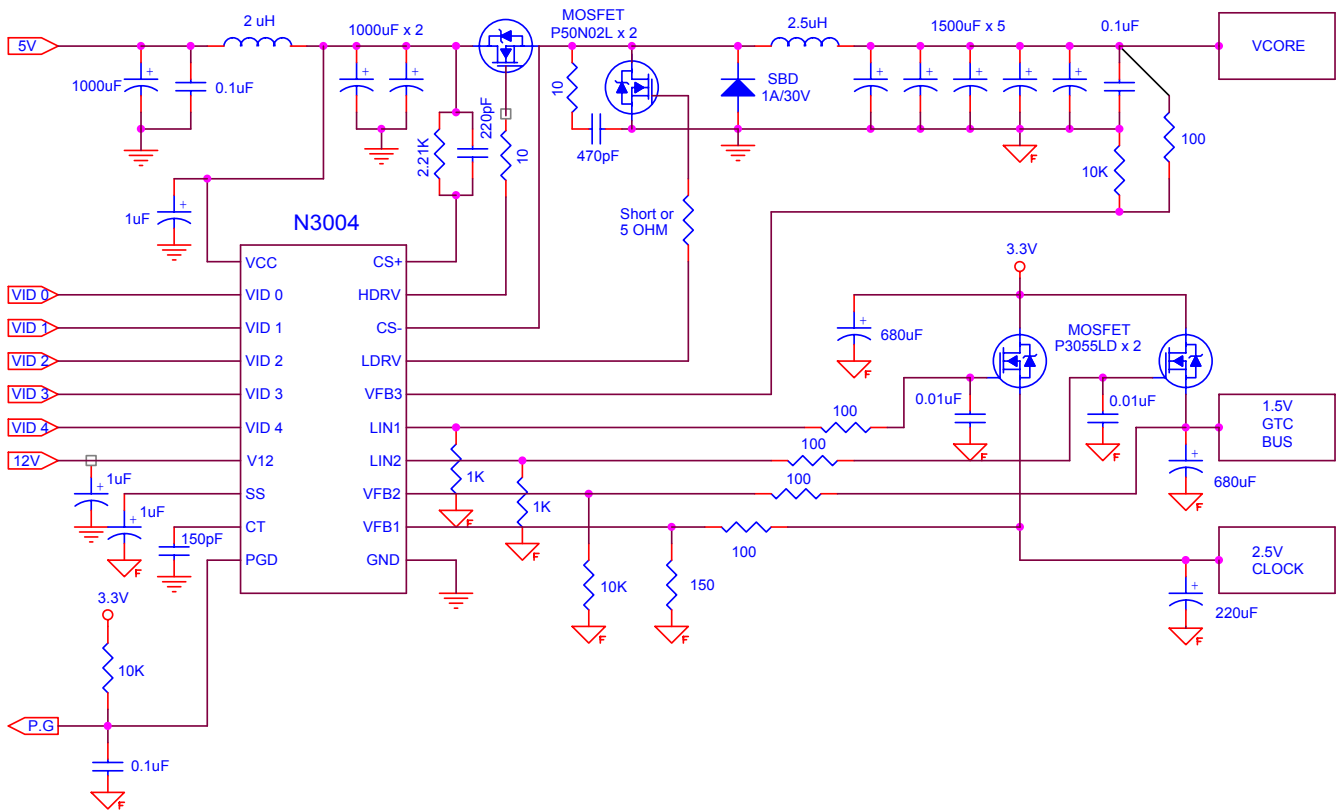 MOSFET
P50N02L x 2
2 uH
1000uF x 2
2.5uH
1500uF x 5
0.1uF
5V
VCORE
1000uF
0.1uF
10
SBD
1A/30V
2.21K
220pF
10
470pF
10K
100
1uF
N3004
Short or
5 OHM
VCC
CS+
3.3V
VID 0
VID 0
HDRV
VID 1
VID 1
CS-
680uF
MOSFET
P3055LD x 2
VID 2
VID 2
LDRV
VID 3
VID 3
VFB3
0.01uF
0.01uF
1.5V
GTC
BUS
VID 4
VID 4
LIN1
100
12V
V12
LIN2
100
1uF
1K
680uF
SS
VFB2
100
1uF
1K
CT
VFB1
150pF
100
PGD
GND
2.5V
CLOCK
10K
150
3.3V
220uF
10K
P.G
0.1uF
F
F
F
F
F
F
F
F
F
F
F
F